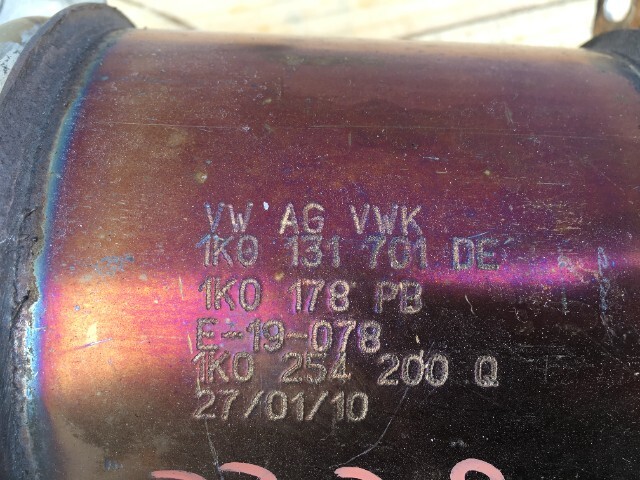 VW AG VWK
1K0 131 701 DE
1K0 178 PB
E-19-078
1K0 254 200 Q
27/01/10